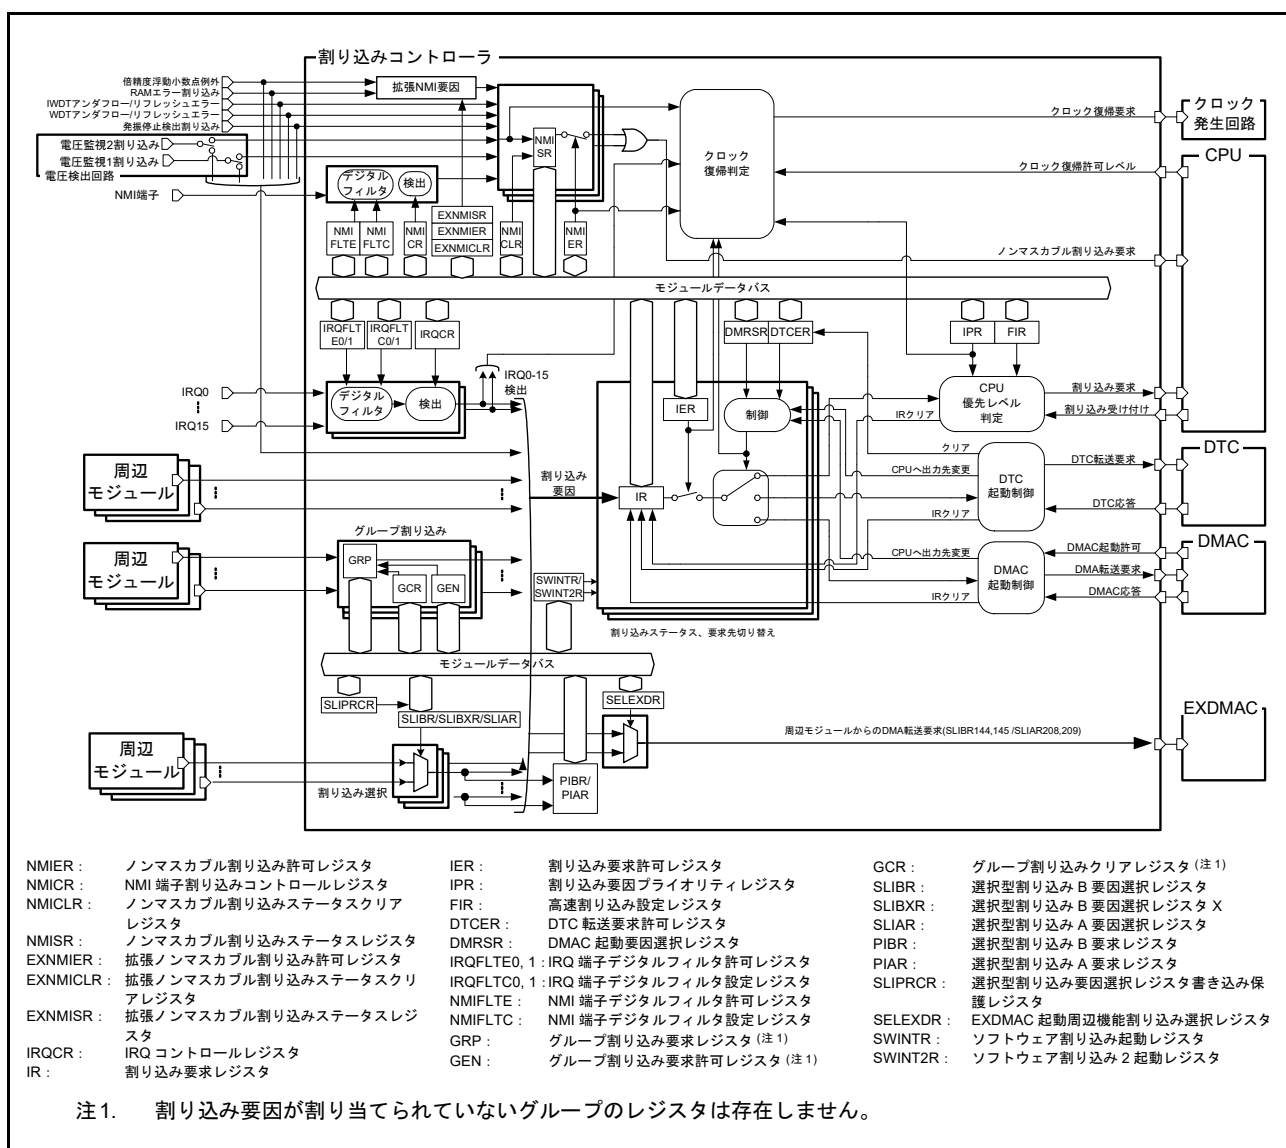 割り込みコントローラ
倍精度浮動小数点例外
RAMエラー割り込み
IWDTアンダフロー/リフレッシュエラー
WDTアンダフロー/リフレッシュエラー
発振停止検出割り込み
電圧監視2割り込み
電圧監視1割り込み
電圧検出回路
NMI端子
拡張NMI要因
デジタル
フィルタ
検出
NMI
SR
クロック
復帰判定
クロック復帰要求
クロック
発生回路
CPU
クロック復帰許可レベル
ノンマスカブル割り込み要求
NMI
FLTE
NMI
FLTC
NMI
CR
EXNMISR
EXNMIER
EXNMICLR
NMI
CLR
NMI
ER
モジュールデータバス
IRQFLT
E0/1
IRQFLT
C0/1
IRQCR
IRQ0-15
検出
IRQ0
IRQ15
デジタル
フィルタ
検出
DMRSR
DTCER
IPR
FIR
IER
制御
CPU
優先レベル
判定
割り込み要求
割り込み受け付け
IRクリア
クリア
CPUへ出力先変更
IRクリア
DTC
起動制御
DTC転送要求
DTC応答
DTC
周辺
モジュール
割り込み
要因
IR
グループ割り込み
周辺
モジュール
GRP
GCR
GEN
SWINTR/
SWINT2R
CPUへ出力先変更
IRクリア
DMAC
起動制御
DMAC起動許可
DMA転送要求
DMAC応答
DMAC
割り込みステータス、要求先切り替え
モジュールデータバス
SLIPRCR
SLIBR/SLIBXR/SLIAR
SELEXDR
周辺
モジュール
割り込み選択
PIBR/
PIAR
周辺モジュールからのDMA転送要求(SLIBR144,145 /SLIAR208,209)
EXDMAC
NMIER : ノンマスカブル割り込み許可レジスタ
NMICR : NMI 端子割り込みコントロールレジスタ
NMICLR : ノンマスカブル割り込みステータスクリア
レジスタ
NMISR : ノンマスカブル割り込みステータスレジスタ
EXNMIER : 拡張ノンマスカブル割り込み許可レジスタ
EXNMICLR : 拡張ノンマスカブル割り込みステータスクリ
アレジスタ
EXNMISR : 拡張ノンマスカブル割り込みステータスレジ
スタ
IRQCR : IRQ コントロールレジスタ
IR : 割り込み要求レジスタ
IER : 割り込み要求許可レジスタ
IPR : 割り込み要因プライオリティレジスタ
FIR : 高速割り込み設定レジスタ
DTCER : DTC 転送要求許可レジスタ
DMRSR : DMAC 起動要因選択レジスタ
IRQFLTE0, 1 : IRQ 端子デジタルフィルタ許可レジスタ
IRQFLTC0, 1 : IRQ 端子デジタルフィルタ設定レジスタ
NMIFLTE : NMI 端子デジタルフィルタ許可レジスタ
NMIFLTC : NMI 端子デジタルフィルタ設定レジスタ
GRP : グループ割り込み要求レジスタ (注 1)
GEN : グループ割り込み要求許可レジスタ (注 1)
GCR : グループ割り込みクリアレジスタ (注 1)
SLIBR : 選択型割り込み B 要因選択レジスタ
SLIBXR : 選択型割り込み B 要因選択レジスタ X
SLIAR : 選択型割り込み A 要因選択レジスタ
PIBR : 選択型割り込み B 要求レジスタ
PIAR : 選択型割り込み A 要求レジスタ
SLIPRCR : 選択型割り込み要因選択レジスタ書き込み保
護レジスタ
SELEXDR : EXDMAC 起動周辺機能割り込み選択レジスタ
SWINTR : ソフトウェア割り込み起動レジスタ
SWINT2R : ソフトウェア割り込み 2 起動レジスタ
注1. 割り込み要因が割り当てられていないグループのレジスタは存在しません。